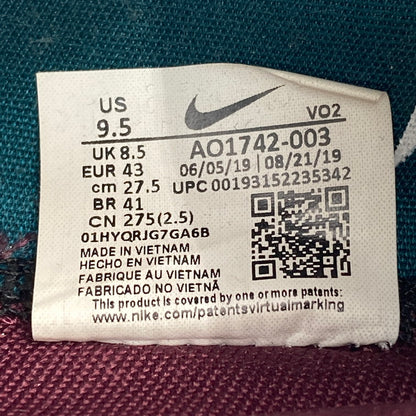 US
9.5
VO2
UK 8.5
AO1742-003
EUR 43
06/05/19 | 08/21/19
cm 27.5
UPC 00193152235342
BR 41
CN 275(2.5)
01HYQRJG7GA6B
MADE IN VIETNAM
HECHO EN VIETNAM
FABRIQUE AU VIETNAM
FABRICADO NO VIETNÃ
This product is covered by one or more patents:
www.nike.com/patentsvirtualmarking